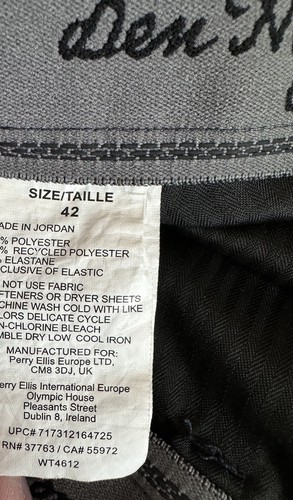 Ben
SIZE/TAILLE
42
ADE IN JORDAN
% POLYESTER
% RECYCLED POLYESTER
% ELASTANE
CLUSIVE OF ELASTIC
NOT USE FABRIC
FTENERS OR DRYER SHEETS
CHINE WASH COLD WITH LIKE
LORS DELICATE CYCLE
N-CHLORINE BLEACH
MBLE DRY LOW COOL IRON
MANUFACTURED FOR:
Perry Ellis Europe LTD,
CM8 3DJ, UK
erry Ellis International Europe
Olympic House
Pleasants Street
Dublin 8, Ireland
UPC# 717312164725
RN# 37763 / CA# 55972
WT4612